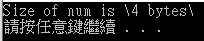 Size of num is \4 bytes\
請按任意鍵繼續 . . .